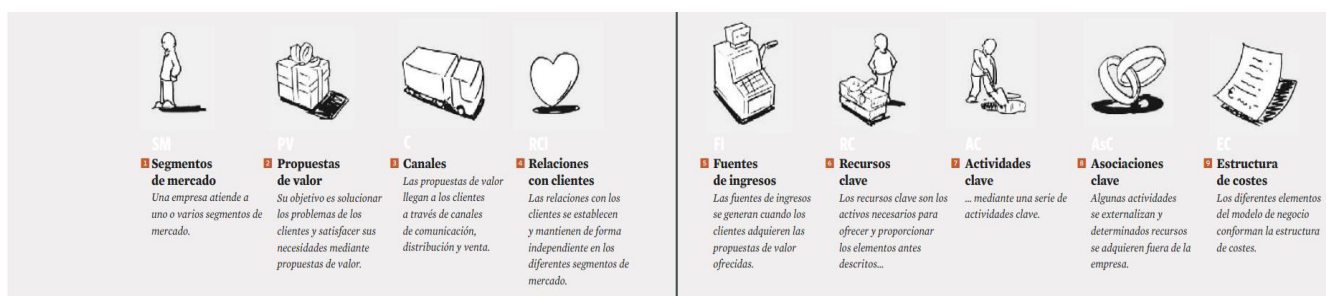 SM
1 Segmentos
de mercado
Una empresa atiende a
uno o varios segmentos de
mercado.
PV
2 Propuestas
de valor
Su objetivo es solucionar
los problemas de los
clientes y satisfacer sus
necesidades mediante
propuestas de valor.
C
3 Canales
Las propuestas de valor
llegan a los clientes
a través de canales
de comunicación,
distribución y venta.
RCl
4 Relaciones
con clientes
Las relaciones con los
clientes se establecen
y mantienen de forma
independiente en los
diferentes segmentos de
mercado.
FI
5 Fuentes
de ingresos
Las fuentes de ingresos
se generan cuando los
clientes adquieren las
propuestas de valor
ofrecidas.
RC
6 Recursos
clave
Los recursos clave son los
activos necesarios para
ofrecer y proporcionar
los elementos antes
descritos...
AC
7 Actividades
clave
... mediante una serie de
actividades clave.
AsC
8 Asociaciones
clave
Algunas actividades
se externalizan y
determinados recursos
se adquieren fuera de la
empresa.
EC
9 Estructura
de costes
Los diferentes elementos
del modelo de negocio
conforman la estructura
de costes.